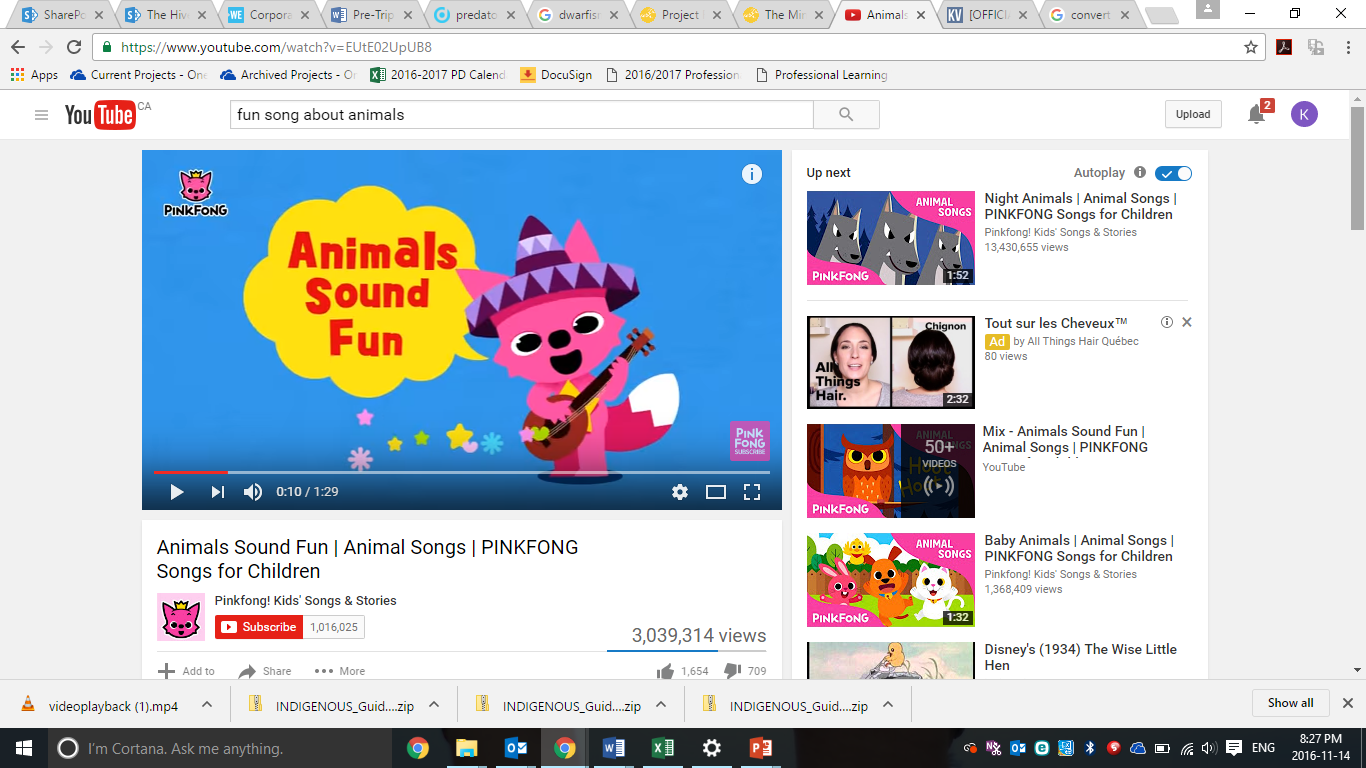 SharePo
The Hive
Corpora
Pre-Trip
predato
dwarfis
Project
The Mir
Animals
[OFFICI
convert
https://www.youtube.com/watch?v=EUtE02UpUB8
Apps
Current Projects - One
Archived Projects - Or
2016-2017 PD Calend
DocuSign
2016/2017 Profession
Professional Learning
YouTube CA
fun song about animals
Upload
2
K
PINKFONG
Animals
Sound
Fun
PINK
FONG
SUBSCRIBE
0:10 / 1:29
Animals Sound Fun | Animal Songs | PINKFONG
Songs for Children
Pinkfong! Kids' Songs & Stories
Subscribe 1,016,025
3,039,314 views
Add to
Share
More
1,654
709
Up next
Autoplay
ANIMAL
SONGS
PINKFONG
1:52
Night Animals | Animal Songs |
PINKFONG Songs for Children
Pinkfong! Kids' Songs & Stories
13,430,655 views
Chignon
All
Things
Hair.
2:32
Tout sur les Cheveux™
Ad by All Things Hair Québec
80 views
50+
VIDEOS
PINKFONG
Mix - Animals Sound Fun |
Animal Songs | PINKFONG
YouTube
ANIMAL
SONGS
PINKFONG
1:32
Baby Animals | Animal Songs |
PINKFONG Songs for Children
Pinkfong! Kids' Songs & Stories
1,368,409 views
Disney's (1934) The Wise Little
Hen
videoplayback (1).mp4
INDIGENOUS_Guid....zip
INDIGENOUS_Guid....zip
INDIGENOUS_Guid....zip
Show all
I'm Cortana. Ask me anything.
ENG
8:27 PM
2016-11-14